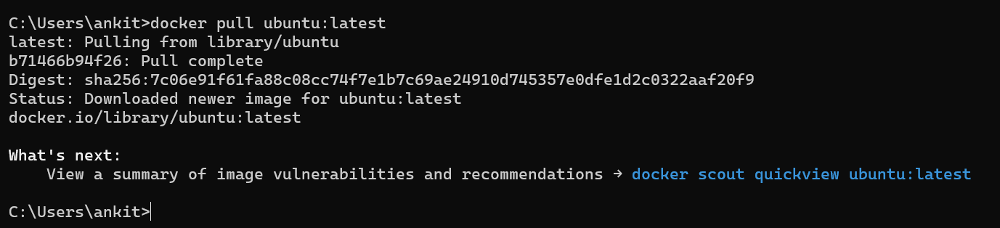 C:\Users\ankit>docker pull ubuntu:latest
latest: Pulling from library/ubuntu
b71466b94f26: Pull complete
Digest: sha256:7c06e91f61fa88c08cc74f7e1b7c69ae24910d745357e0dfe1d2c0322aaf20f9
Status: Downloaded newer image for ubuntu:latest
docker.io/library/ubuntu:latest
What's next:
View a summary of image vulnerabilities and recommendations → docker scout quickview ubuntu:latest
C:\Users\ankit>